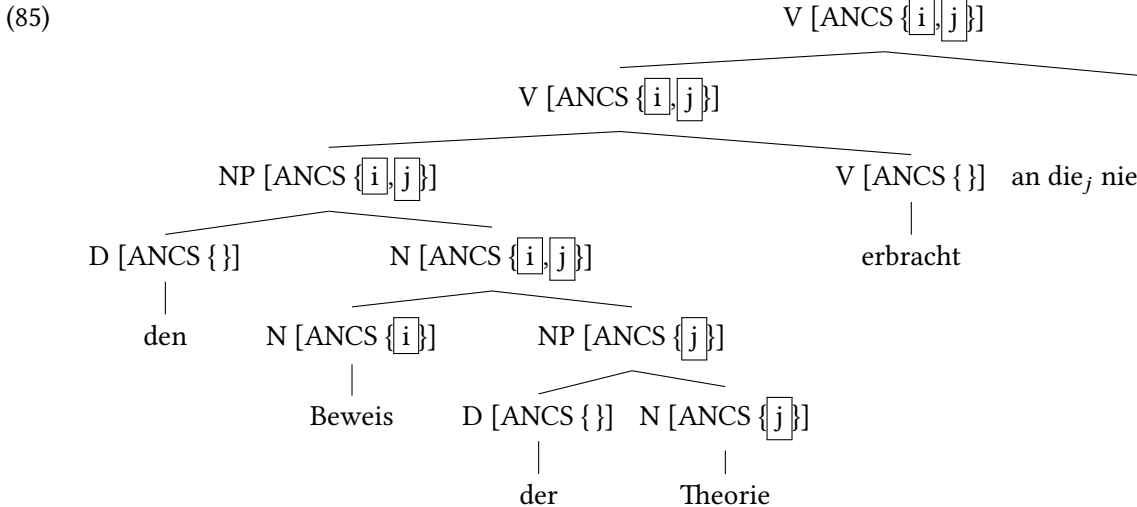 (85)
V [ANCS { i , j }]
V [ANCS { i , j }]
NP [ANCS { i , j }]
V [ANCS { }]
an die_j nie
D [ANCS { }]
N [ANCS { i , j }]
erbracht
den
N [ANCS { i }]
NP [ANCS { j }]
Beweis
D [ANCS { }]
N [ANCS { j }]
der
Theorie